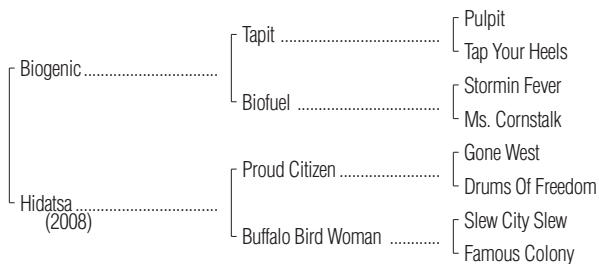 Pulpit
Tapit ........................................
Tap Your Heels
Biogenic ..................................
Stormin Fever
Biofuel ......................................
Ms. Cornstalk
Gone West
Proud Citizen ............................
Drums Of Freedom
Hidatsa .....................................
(2008)
Slew City Slew
Buffalo Bird Woman ..............
Famous Colony